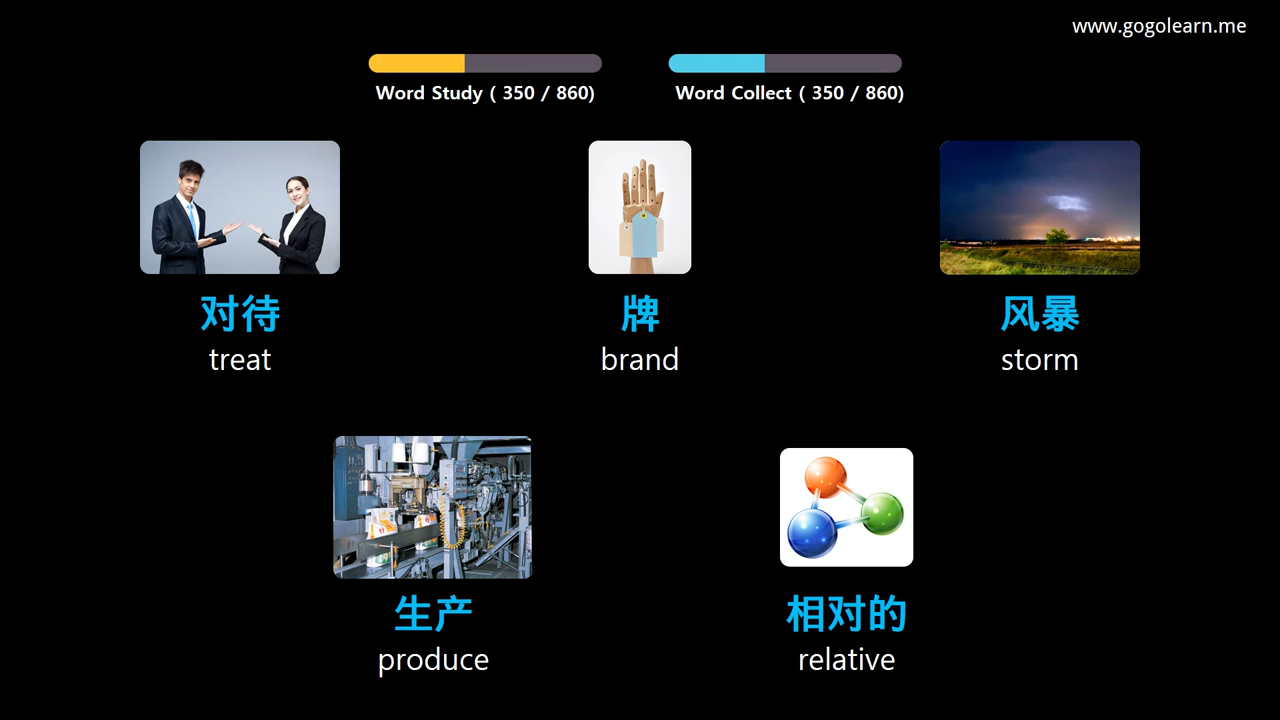 www.gogolearn.me
Word Study ( 350 / 860)
Word Collect ( 350 / 860)
对待
treat
牌
brand
风暴
storm
生产
produce
相对的
relative